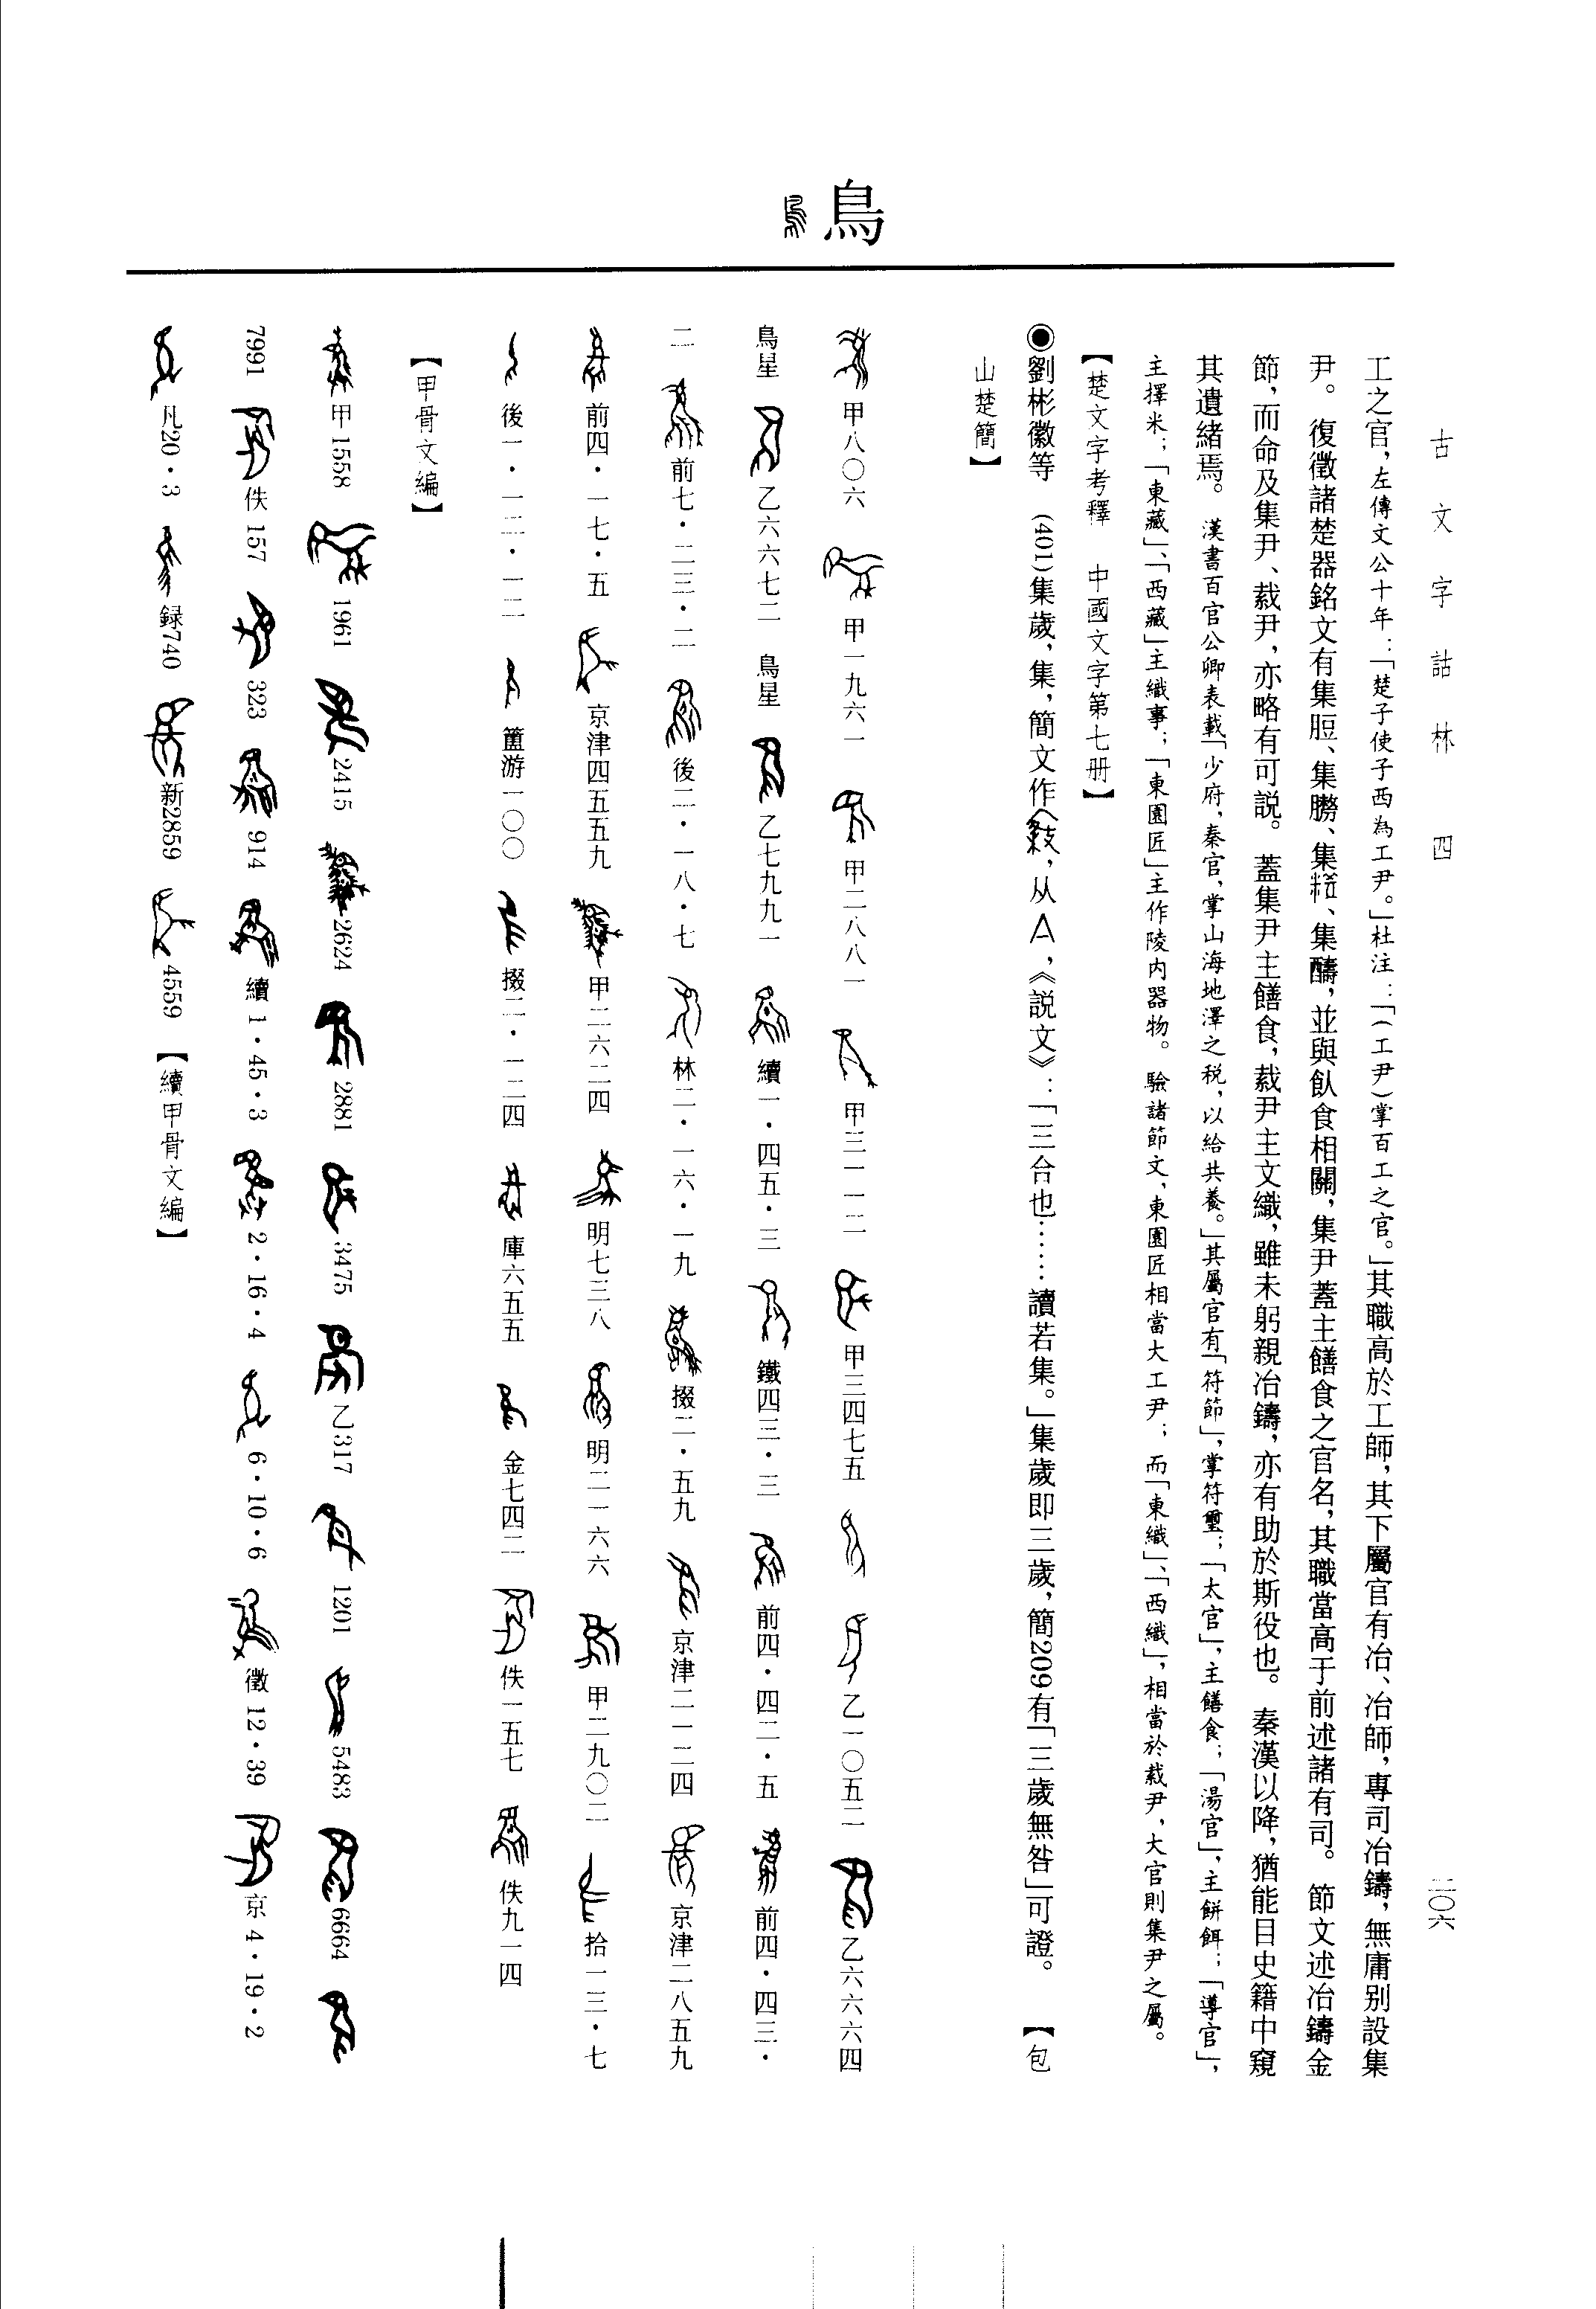 古文字詁林　四
二〇六
工之官，左傳文公十年：「楚子使子西為工尹。」杜注：「（工尹）掌百工之官。」其職高於工師，其下屬官有冶、冶師，專司冶鑄，無庸別設集
尹。復徵諸楚器銘文有集脰、集膷、集糈、集醻，並與飤食相關，集尹蓋主饍食之官名，其職當高于前述諸有司。節文述冶鑄金
節，而命及集尹、裁尹，亦略有可説。蓋集尹主饍食，裁尹主文織，雖未躬親冶鑄，亦有助於斯役也。秦漢以降，猶能目史籍中窺
其遺緒焉。漢書百官公卿表載「少府，秦官，掌山海地澤之税，以給共養。」其屬官有「符節」，掌符璽；「太官」，主饍食；「湯官」，主餅餌；「導官」，
主擇米；「東藏」、「西藏」主織事；「東園匠」主作陵内器物。驗諸節文，東園匠相當大工尹；而「東織」、「西織」，相當於裁尹，大官則集尹之屬。
【楚文字考釋　中國文字第七册】
◉劉彬徽等　（401）集歲，集，簡文作，从亼，《説文》：「三合也……讀若集。」集歲即三歲，簡209有「三歲無咎」可證。【包
山楚簡】
鳥
甲八〇六　甲一九六一　甲二八八一　甲三一一二　甲三四七五　乙一〇五二　乙六六六四
鳥星　乙六六七二　鳥星　乙七九九一　續一・四五・三　鐵四三・三　前四・四二・五　前四・四三・
二　前七・二三・二　後二・一八・七　林二・一六・一九　掇二・五九　京津二一二四　京津二八五九
前四・一七・五　京津四五五九　甲二六二四　明七三八　明二一六六　甲二九〇二　拾一三・七
後一・一二・一二　簠游一〇〇　掇二・一二四　庫六五五　金七四二　佚一五七　佚九一四
【甲骨文編】
甲1558　1961　2415　2624　2881　3475　乙317　1201　5483　6664
7991　佚157　323　914　續1・45・3　2・16・4　6・10・6　徵12・39　京4・19・2
凡20・3　録740　新2859　4559　【續甲骨文編】